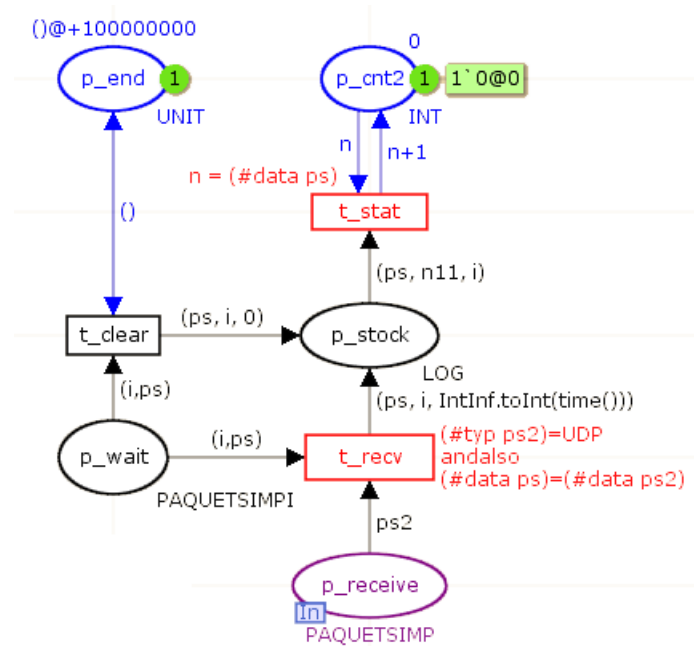 ()@+100000000
0
p_end
1
p_cnt2
1
1`0@0
UNIT
INT
n
n+1
n = (#data ps)
()
t_stat
(ps, n11, i)
(ps, i, 0)
t_clear
p_stock
LOG
(i,ps)
(ps, i, IntInf.toInt(time()))
(i,ps)
(#typ ps2)=UDP
p_wait
t_recv
andalso
(#data ps)=(#data ps2)
PAQUETSIMPI
ps2
p_receive
In
PAQUETSIMP